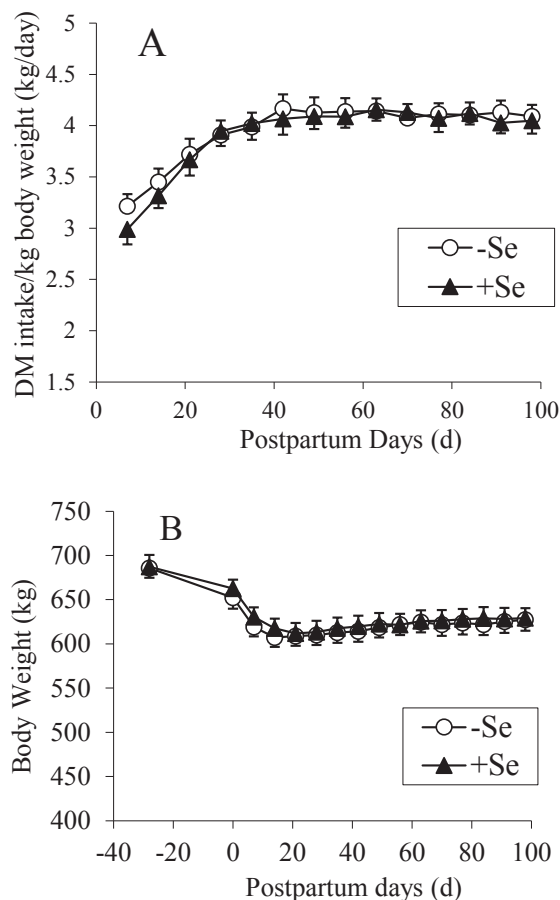 A
DM intake/kg body weight (kg/day)
5
4.5
4
3.5
3
2.5
2
1.5
-Se
+Se
0 20 40 60 80 100
Postpartum Days (d)
B
Body Weight (kg)
750
700
650
600
550
500
450
400
-Se
+Se
-40 -20 0 20 40 60 80 100
Postpartum days (d)